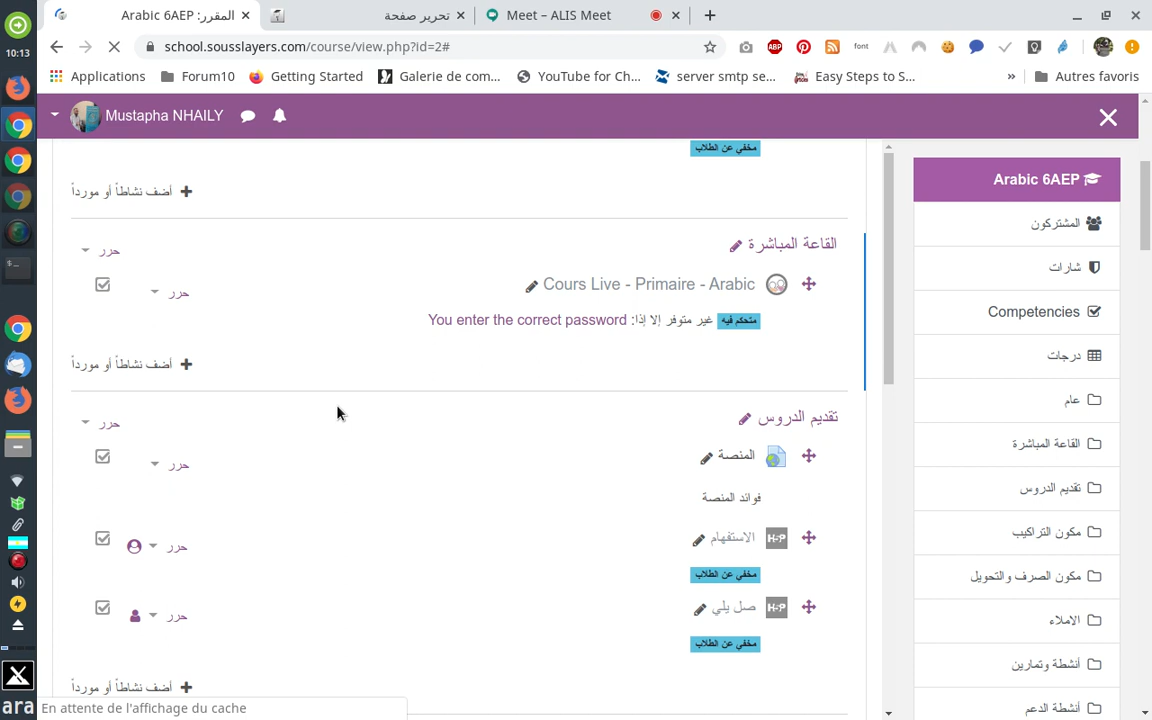 10:13
المقرر: Arabic 6AEP
تحرير صفحة
Meet – ALIS Meet
school.sousslayers.com/course/view.php?id=2#
ABP
font
Applications
Forum10
Getting Started
Galerie de com...
YouTube for Ch...
server smtp se...
Easy Steps to S...
»
Autres favoris
Mustapha NHAILY
مخفي عن الطلاب
أضف نشاطاً أو مورداً
القاعة المباشرة
حرر
Cours Live - Primaire - Arabic
حرر
متحكم فيه غير متوفر إلا إذا: You enter the correct password
أضف نشاطاً أو مورداً
تقديم الدروس
حرر
المنصة
حرر
فوائد المنصة
H-P الاستفهام
حرر
مخفي عن الطلاب
H-P صل يلي
حرر
مخفي عن الطلاب
أضف نشاطاً أو مورداً
Arabic 6AEP
المشتركون
شارات
Competencies
درجات
عام
القاعة المباشرة
تقديم الدروس
مكون التراكيب
مكون الصرف والتحويل
الاملاء
أنشطة وتمارين
أنشطة الدعم
ara
En attente de l'affichage du cache